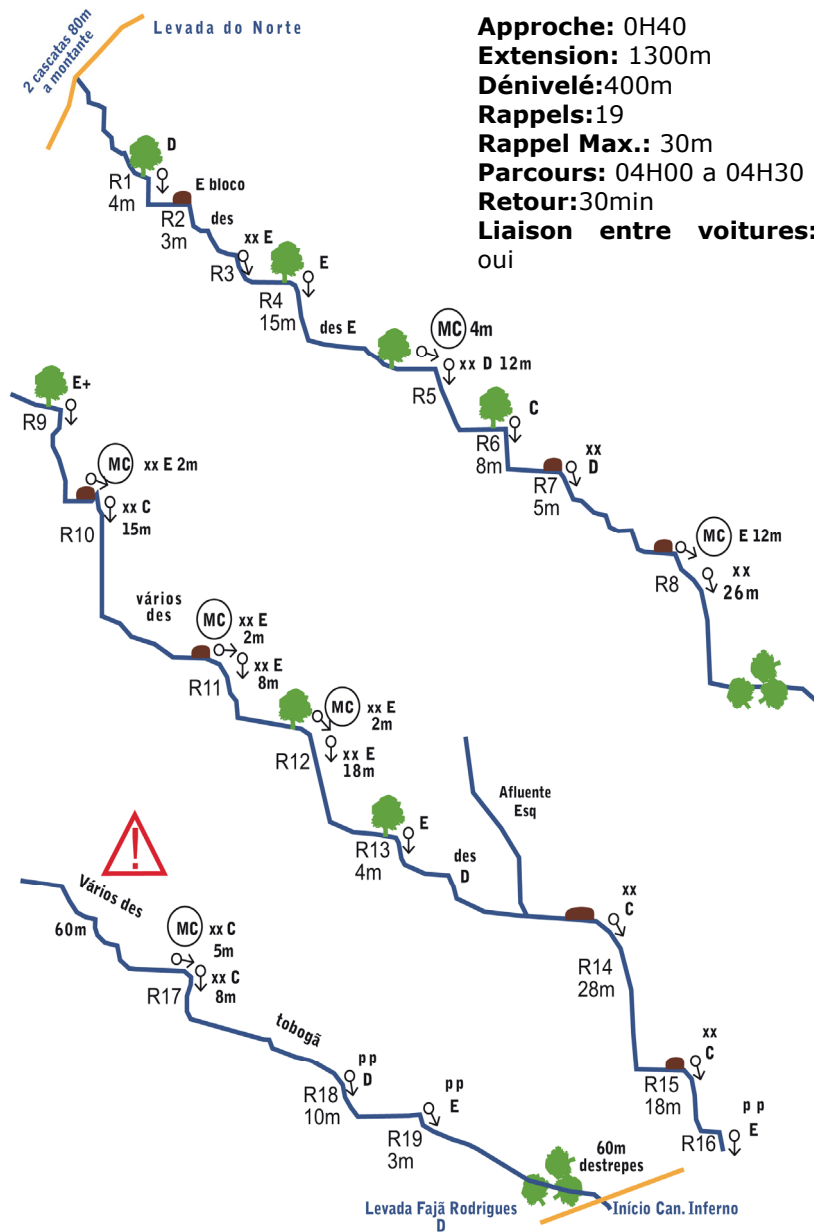 Approche: 0H40
Extension: 1300m
Dénivelé:400m
Rappels:19
Rappel Max.: 30m
Parcours: 04H00 a 04H30
Retour:30min
Liaison entre voitures:
oui
2 cascatas 80m
a montante
Levada do Norte
D
R1
4m
E bloco
R2
3m
des
xx E
R3
E
R4
15m
des E
MC 4m
xx D 12m
R5
C
R6
8m
xx
D
R7
5m
MC E 12m
R8
xx
26m
E+
R9
MC xx E 2m
xx C
15m
R10
vários
des
MC xx E
2m
xx E
8m
R11
MC xx E
2m
xx E
18m
R12
E
R13
4m
des
D
Afluente
Esq
xx
C
R14
28m
xx
C
R15
18m
pp
E
R16
!
Vários des
60m
MC xx C
5m
xx C
8m
R17
tobogã
pp
D
R18
10m
pp
E
R19
3m
60m
destrepes
Levada Fajã Rodrigues
D
Início Can. Inferno